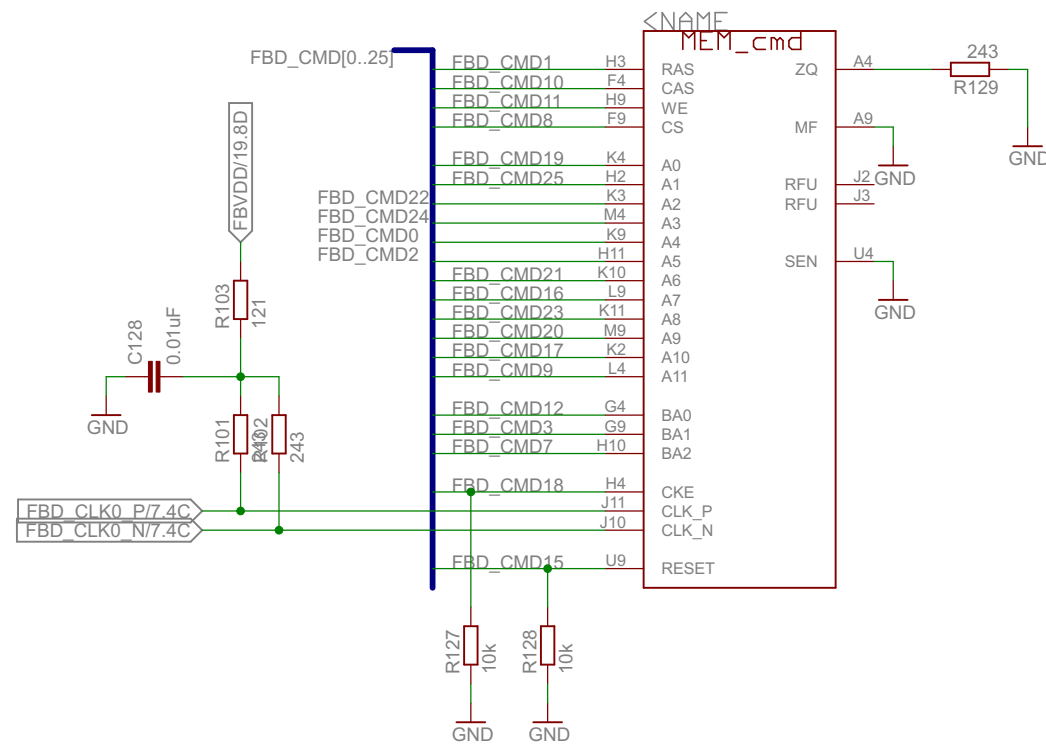 <NAME
MEM_cmd
FBD_CMD[0..25]
FBD_CMD1 H3 RAS ZQ A4 243
R129
FBD_CMD10 F4 CAS
FBD_CMD11 H9 WE
FBD_CMD8 F9 CS MF A9
GND
GND
FBD_CMD19 K4 A0
FBD_CMD25 H2 A1 RFU J2
FBD_CMD22 K3 A2 RFU J3
FBD_CMD24 M4 A3
FBD_CMD0 K9 A4
FBD_CMD2 H11 A5 SEN U4
FBD_CMD21 K10 A6
FBD_CMD16 L9 A7
GND
FBD_CMD23 K11 A8
FBD_CMD20 M9 A9
FBD_CMD17 K2 A10
FBD_CMD9 L4 A11
FBD_CMD12 G4 BA0
FBD_CMD3 G9 BA1
FBD_CMD7 H10 BA2
FBD_CMD18 H4 CKE
J11 CLK_P
J10 CLK_N
FBD_CMD15 U9 RESET
FBVDD/19.8D
R103
121
C128
0.01uF
GND
R101
243
R102
243
FBD_CLK0_P/7.4C
FBD_CLK0_N/7.4C
R127
10k
R128
10k
GND
GND